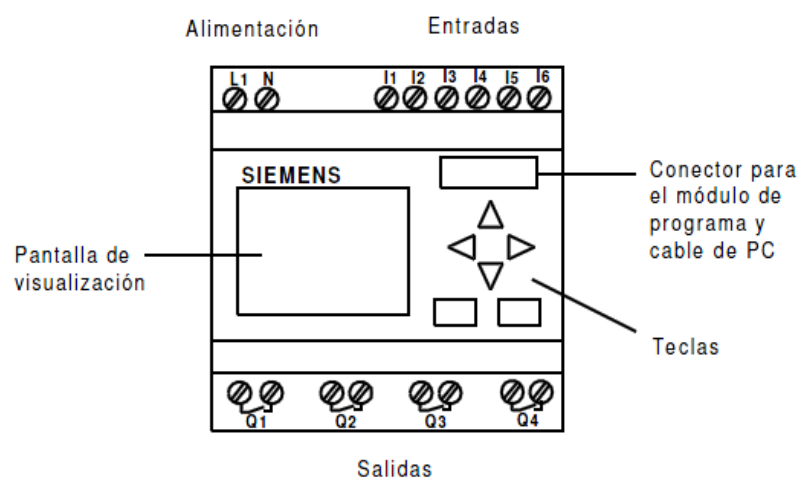 Alimentación
Entradas
L1 N
I1 I2 I3 I4 I5 I6
SIEMENS
Conector para
el módulo de
programa y
cable de PC
Pantalla de
visualización
Teclas
Q1 Q2 Q3 Q4
Salidas